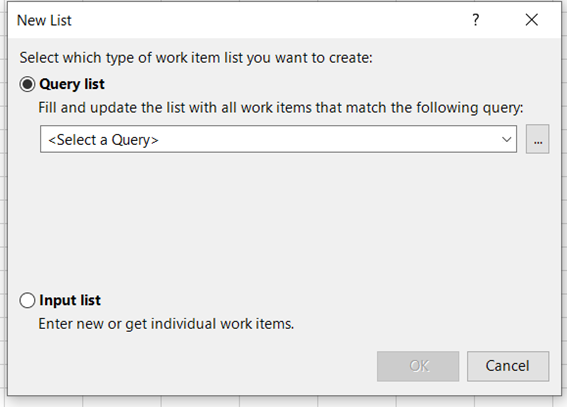 New List
?
Select which type of work item list you want to create:
Query list
Fill and update the list with all work items that match the following query:
<Select a Query>
...
Input list
Enter new or get individual work items.
OK
Cancel